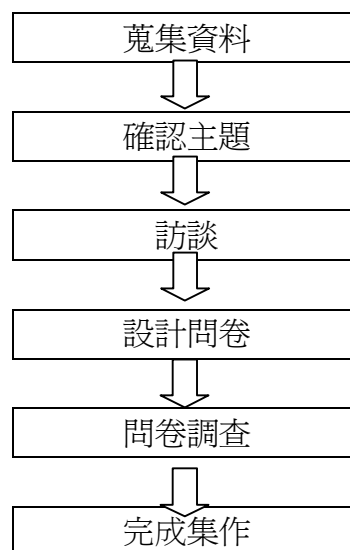 蒐集資料
確認主題
訪談
設計問卷
問卷調查
完成集作